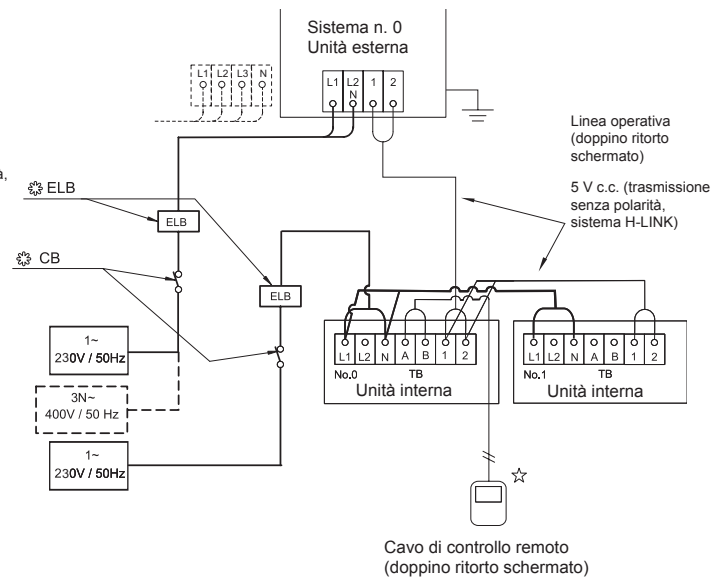 Sistema n. 0
Unità esterna
L1 L2 L3 N
L1 L2 N 1 2
Linea operativa
(doppino ritorto
schermato)
5 V c.c. (trasmissione
senza polarità,
sistema H-LINK)
a,
ELB
ELB
CB
ELB
1~
230V / 50Hz
3N~
400V / 50 Hz
1~
230V / 50Hz
L1 L2 N A B 1 2
No.0 TB
Unità interna
L1 L2 N A B 1 2
No.1 TB
Unità interna
Cavo di controllo remoto
(doppino ritorto schermato)